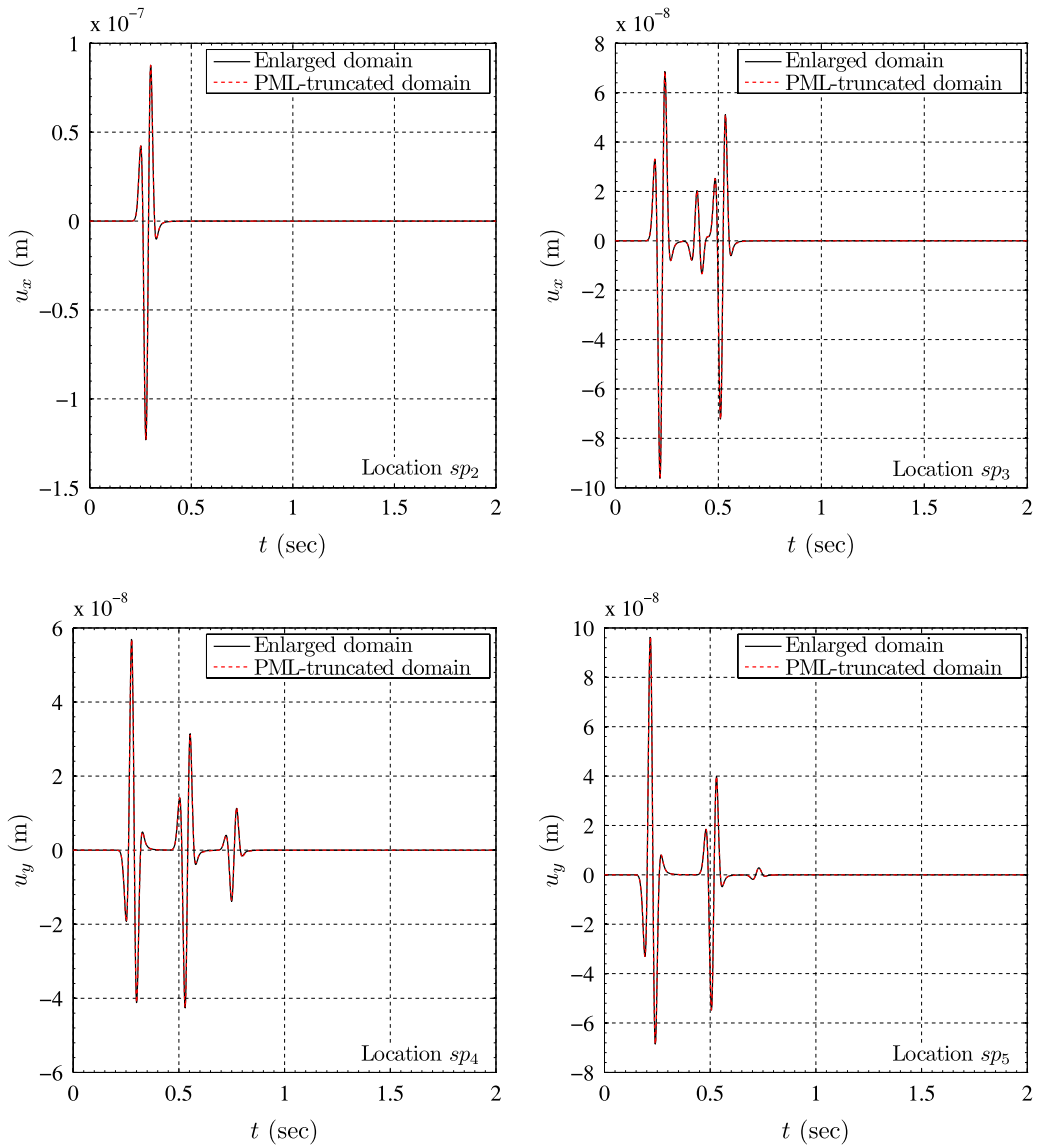 x 10⁻⁷
1
0.5
0
−0.5
−1
−1.5
0 0.5 1 1.5 2
u_x (m)
t (sec)
Enlarged domain
PML-truncated domain
Location sp₂
x 10⁻⁸
8
6
4
2
0
−2
−4
−6
−8
−10
0 0.5 1 1.5 2
u_x (m)
t (sec)
Enlarged domain
PML-truncated domain
Location sp₃
x 10⁻⁸
6
4
2
0
−2
−4
−6
0 0.5 1 1.5 2
u_y (m)
t (sec)
Enlarged domain
PML-truncated domain
Location sp₄
x 10⁻⁸
10
8
6
4
2
0
−2
−4
−6
−8
0 0.5 1 1.5 2
u_y (m)
t (sec)
Enlarged domain
PML-truncated domain
Location sp₅